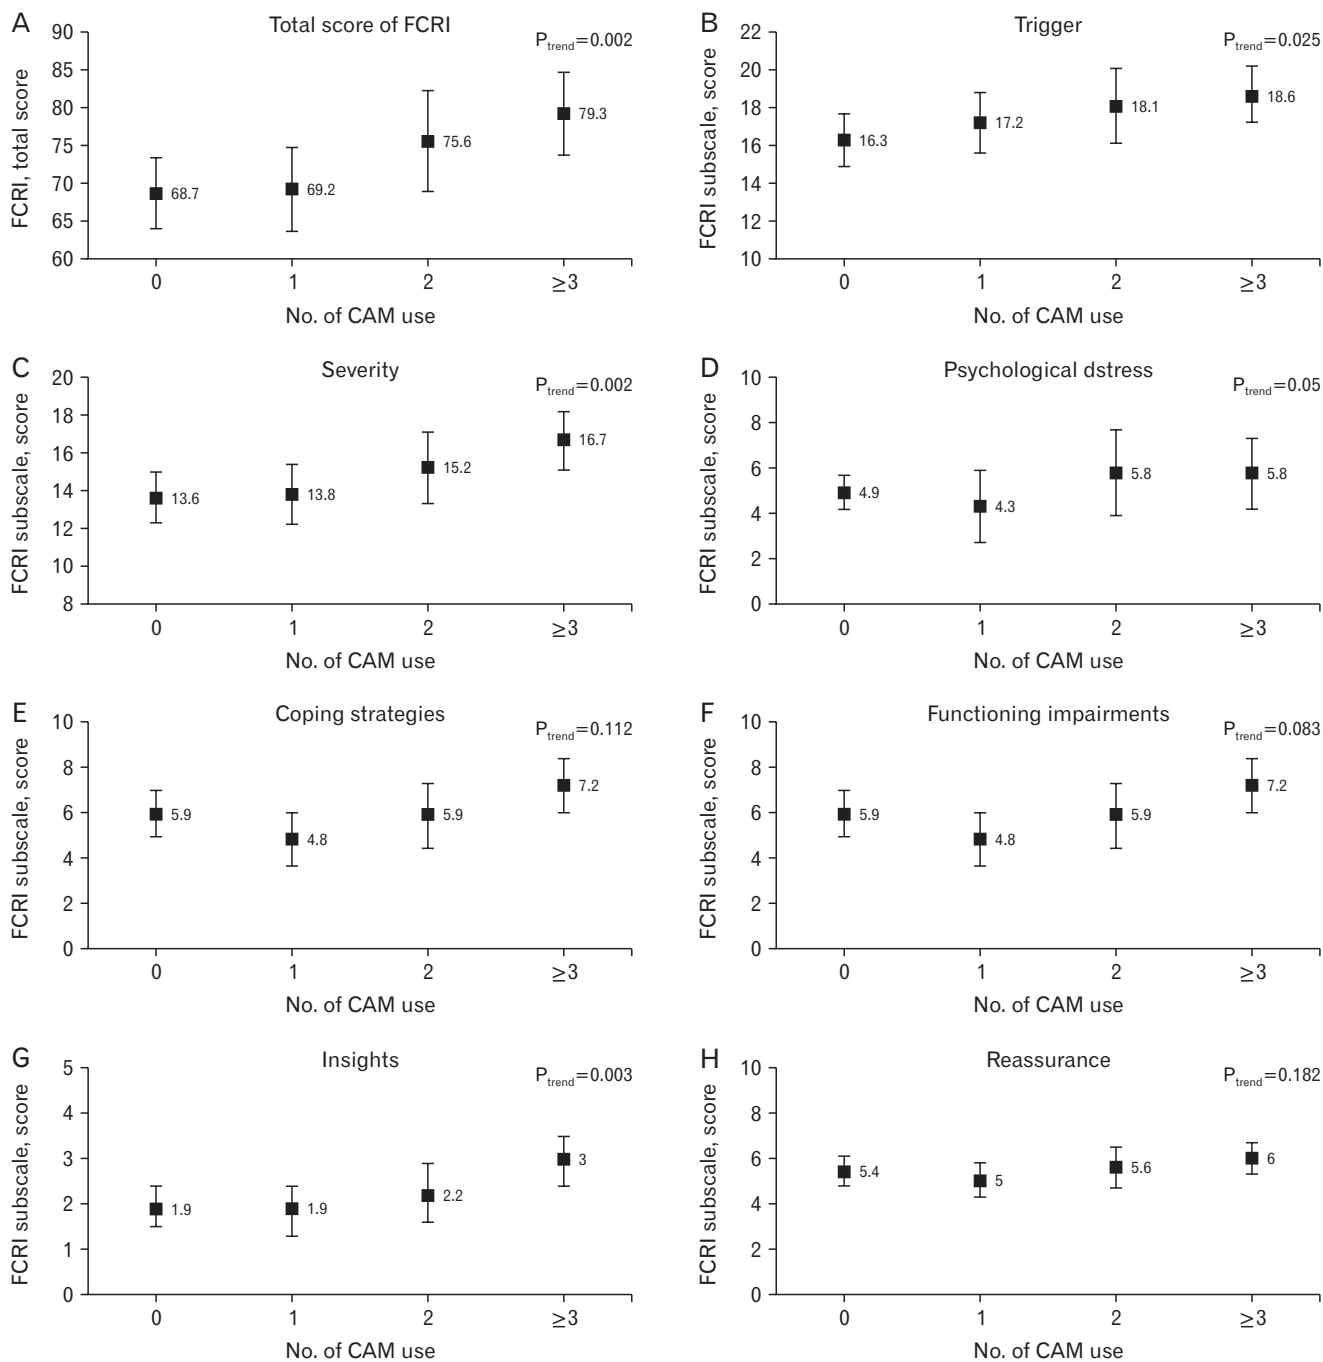 A
Total score of FCRI
P_trend=0.002
FCRI, total score
90
85
80
75
70
65
60
68.7
69.2
75.6
79.3
0 1 2 ≥3
No. of CAM use
B
Trigger
P_trend=0.025
FCRI subscale, score
22
20
18
16
14
12
10
16.3
17.2
18.1
18.6
0 1 2 ≥3
No. of CAM use
C
Severity
P_trend=0.002
FCRI subscale, score
20
18
16
14
12
10
8
13.6
13.8
15.2
16.7
0 1 2 ≥3
No. of CAM use
D
Psychological dstress
P_trend=0.05
FCRI subscale, score
10
8
6
4
2
0
4.9
4.3
5.8
5.8
0 1 2 ≥3
No. of CAM use
E
Coping strategies
P_trend=0.112
FCRI subscale, score
10
8
6
4
2
0
5.9
4.8
5.9
7.2
0 1 2 ≥3
No. of CAM use
F
Functioning impairments
P_trend=0.083
FCRI subscale, score
10
8
6
4
2
0
5.9
4.8
5.9
7.2
0 1 2 ≥3
No. of CAM use
G
Insights
P_trend=0.003
FCRI subscale, score
5
4
3
2
1
0
1.9
1.9
2.2
3
0 1 2 ≥3
No. of CAM use
H
Reassurance
P_trend=0.182
FCRI subscale, score
10
8
6
4
2
0
5.4
5
5.6
6
0 1 2 ≥3
No. of CAM use